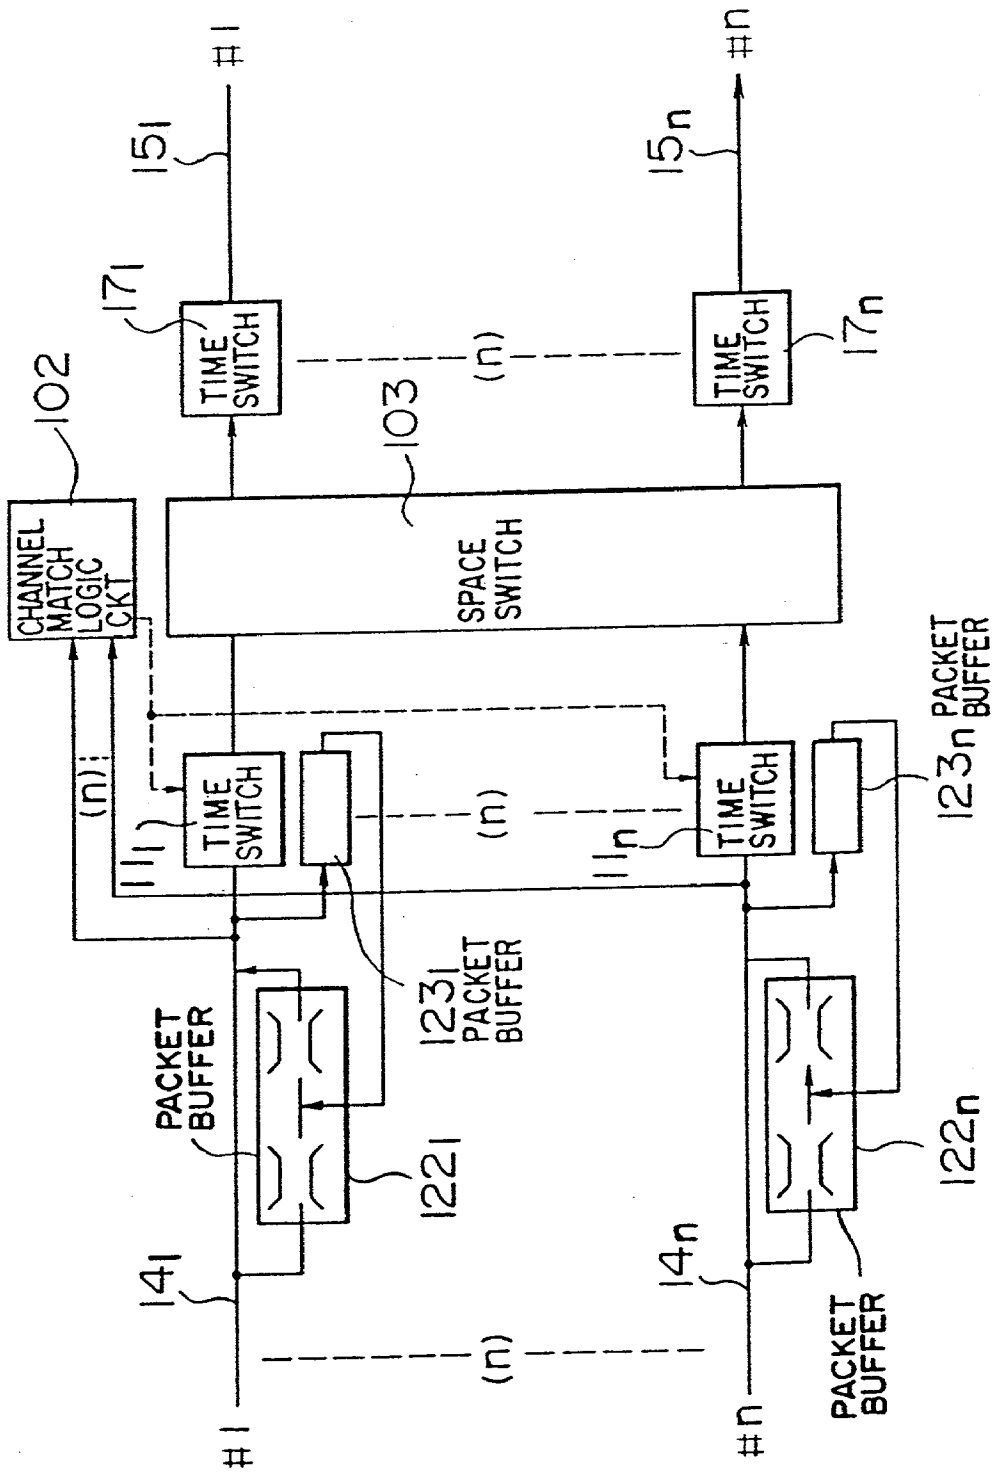 #1
14₁
PACKET
BUFFER
122₁
123₁
PACKET
BUFFER
11₁
TIME
SWITCH
(n)
CHANNEL
MATCH
LOGIC
CKT
102
SPACE
SWITCH
103
17₁
TIME
SWITCH
15₁
#1
(n)
(n)
(n)
#n
14n
PACKET
BUFFER
122n
11n
TIME
SWITCH
123n PACKET
BUFFER
TIME
SWITCH
17n
15n
#n